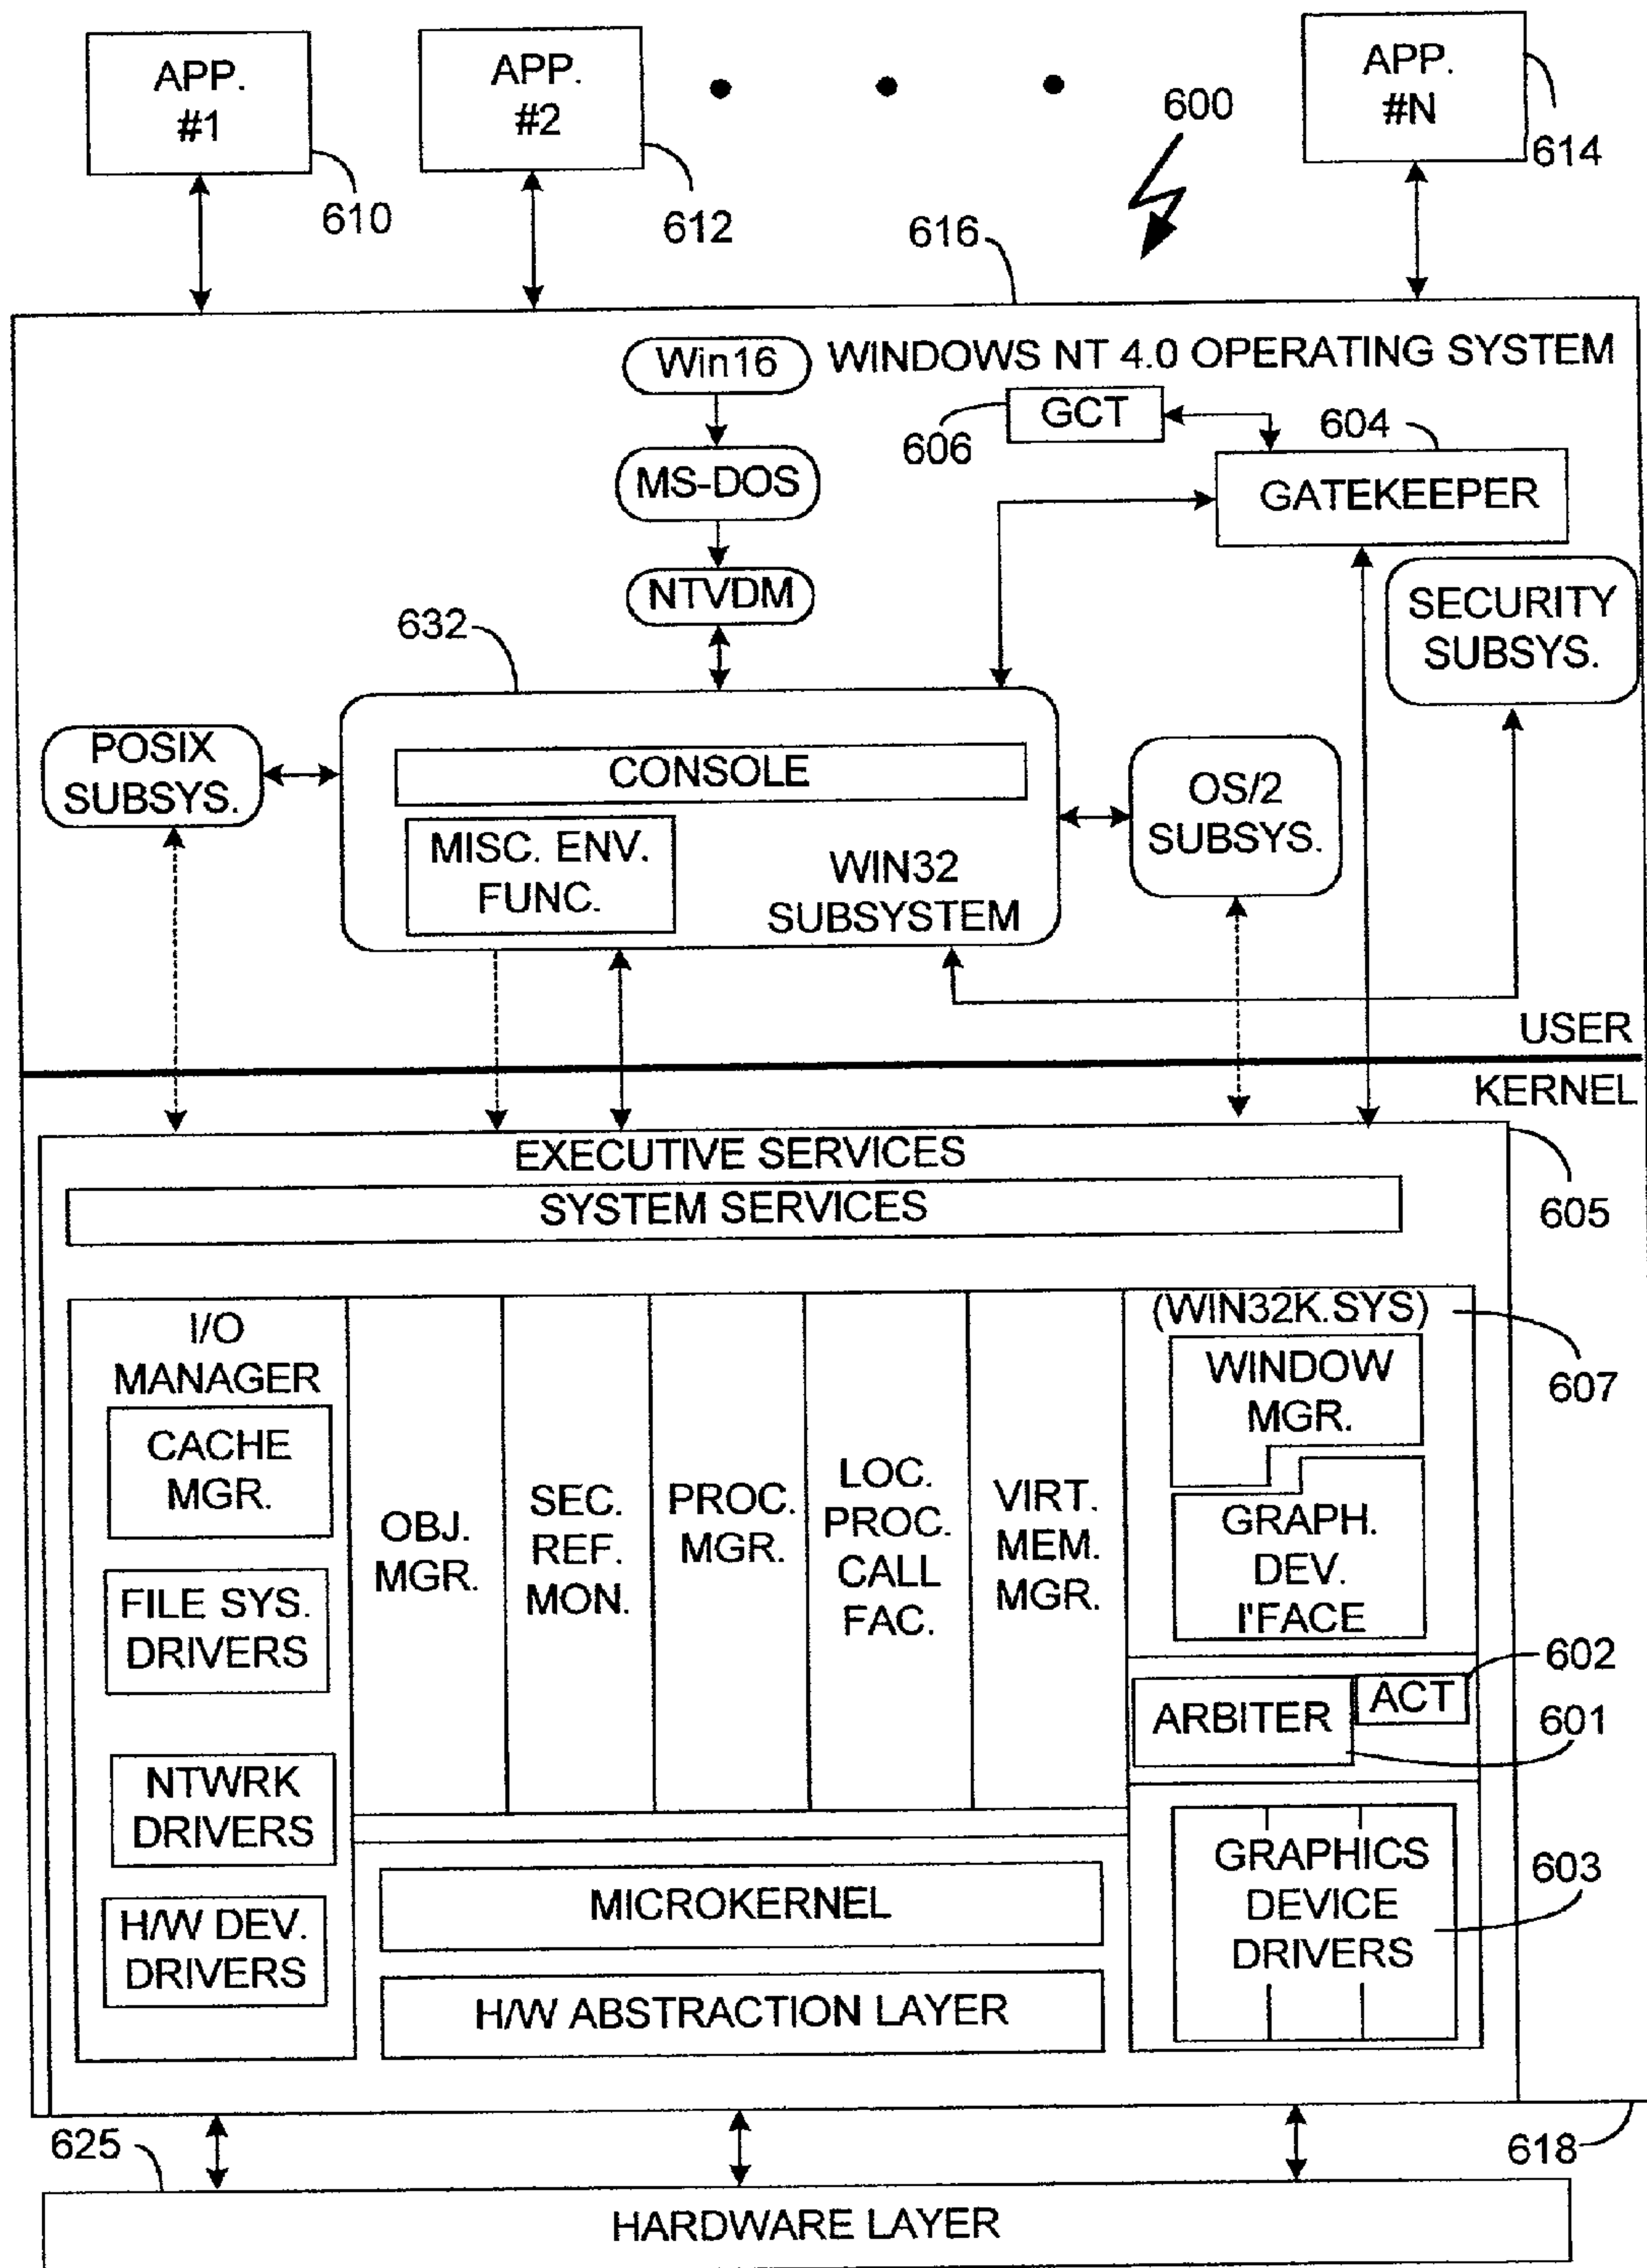 APP.
#1
610
APP.
#2
612
600
APP.
#N
614
616
WINDOWS NT 4.0 OPERATING SYSTEM
Win16
MS-DOS
NTVDM
GCT
606
604
GATEKEEPER
SECURITY
SUBSYS.
632
POSIX
SUBSYS.
CONSOLE
MISC. ENV.
FUNC.
WIN32
SUBSYSTEM
OS/2
SUBSYS.
USER
KERNEL
EXECUTIVE SERVICES
SYSTEM SERVICES
605
I/O
MANAGER
CACHE
MGR.
FILE SYS.
DRIVERS
NTWRK
DRIVERS
H/W DEV.
DRIVERS
OBJ.
MGR.
SEC.
REF.
MON.
PROC.
MGR.
LOC.
PROC.
CALL
FAC.
VIRT.
MEM.
MGR.
(WIN32K.SYS)
607
WINDOW
MGR.
GRAPH.
DEV.
I'FACE
602
ARBITER
ACT
601
GRAPHICS
DEVICE
DRIVERS
603
MICROKERNEL
H/W ABSTRACTION LAYER
625
618
HARDWARE LAYER